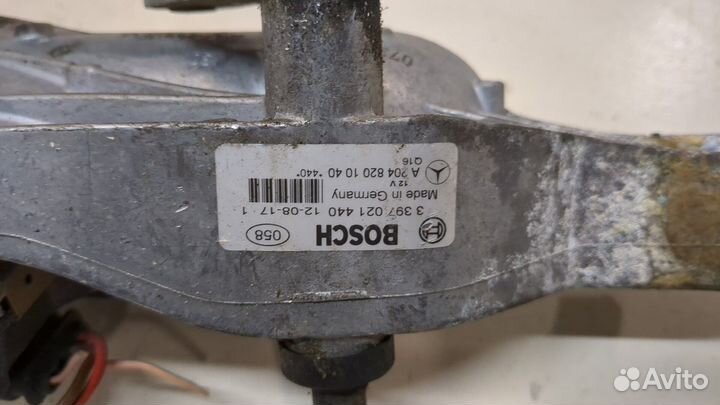 BOSCH
058
3 397 021 440 12-08-17 1
Made in Germany
12V
A 204 820 10 40 "440"
Q16
07
Avito